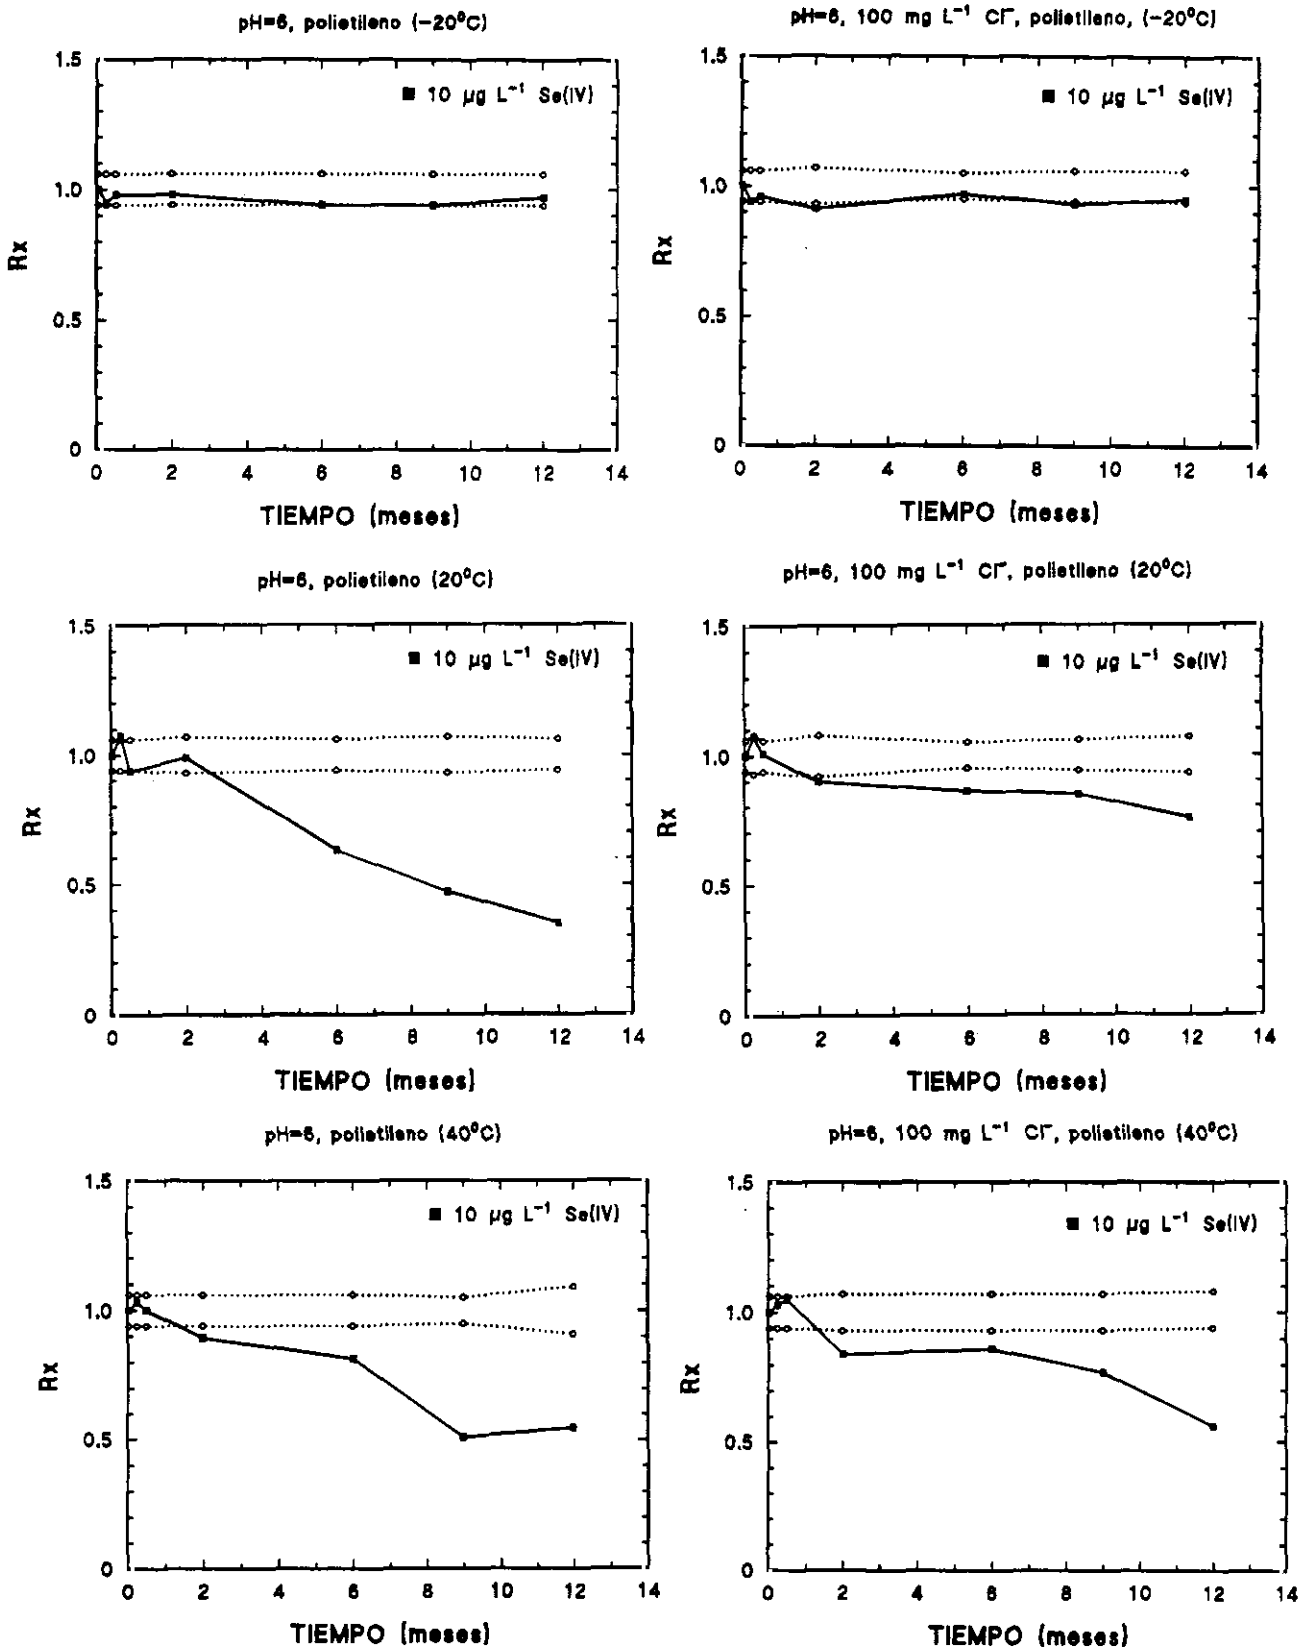 pH=6, polietileno (-20⁰C)
1.5
■ 10 µg L⁻¹ Se(IV)
1.0
Rx
0.5
0
0 2 4 6 8 10 12 14
TIEMPO (meses)
pH=6, 100 mg L⁻¹ Cl⁻, polietileno, (-20⁰C)
1.5
■ 10 µg L⁻¹ Se(IV)
1.0
Rx
0.5
0
0 2 4 6 8 10 12 14
TIEMPO (meses)
pH=6, polietileno (20⁰C)
1.5
■ 10 µg L⁻¹ Se(IV)
1.0
Rx
0.5
0
0 2 4 6 8 10 12 14
TIEMPO (meses)
pH=6, 100 mg L⁻¹ Cl⁻, polietileno (20⁰C)
1.5
■ 10 µg L⁻¹ Se(IV)
1.0
Rx
0.5
0
0 2 4 6 8 10 12 14
TIEMPO (meses)
pH=6, polietileno (40⁰C)
1.5
■ 10 µg L⁻¹ Se(IV)
1.0
Rx
0.5
0
0 2 4 6 8 10 12 14
TIEMPO (meses)
pH=6, 100 mg L⁻¹ Cl⁻, polietileno (40⁰C)
1.5
■ 10 µg L⁻¹ Se(IV)
1.0
Rx
0.5
0
0 2 4 6 8 10 12 14
TIEMPO (meses)